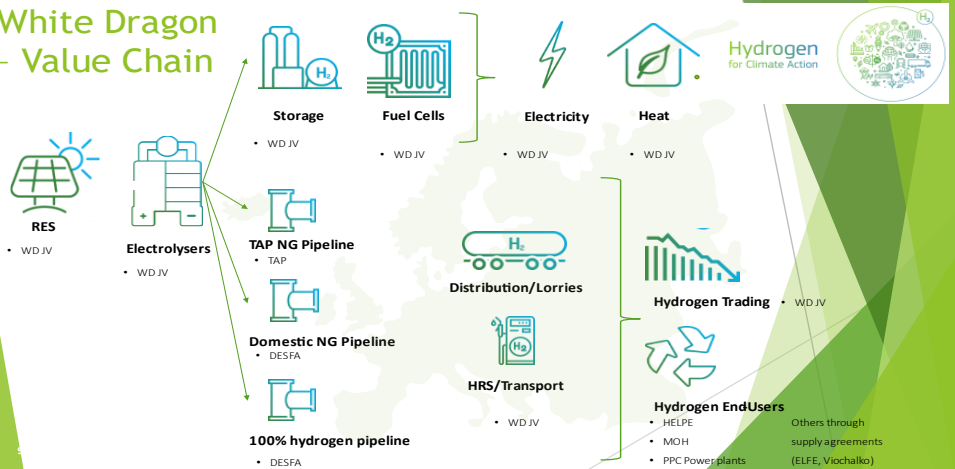 White Dragon
– Value Chain
H₂
Hydrogen
for Climate Action
H₂
H₂
Storage
• WD JV
Fuel Cells
• WD JV
Electricity
• WD JV
Heat
• WD JV
RES
• WD JV
Electrolysers
• WD JV
TAP NG Pipeline
• TAP
Domestic NG Pipeline
• DESFA
100% hydrogen pipeline
• DESFA
H₂
Distribution/Lorries
H₂
HRS/Transport
• WD JV
Hydrogen Trading • WD JV
Hydrogen EndUsers
• HELPE
• MOH
• PPC Power plants
Others through
supply agreements
(ELFE, Viochalko)